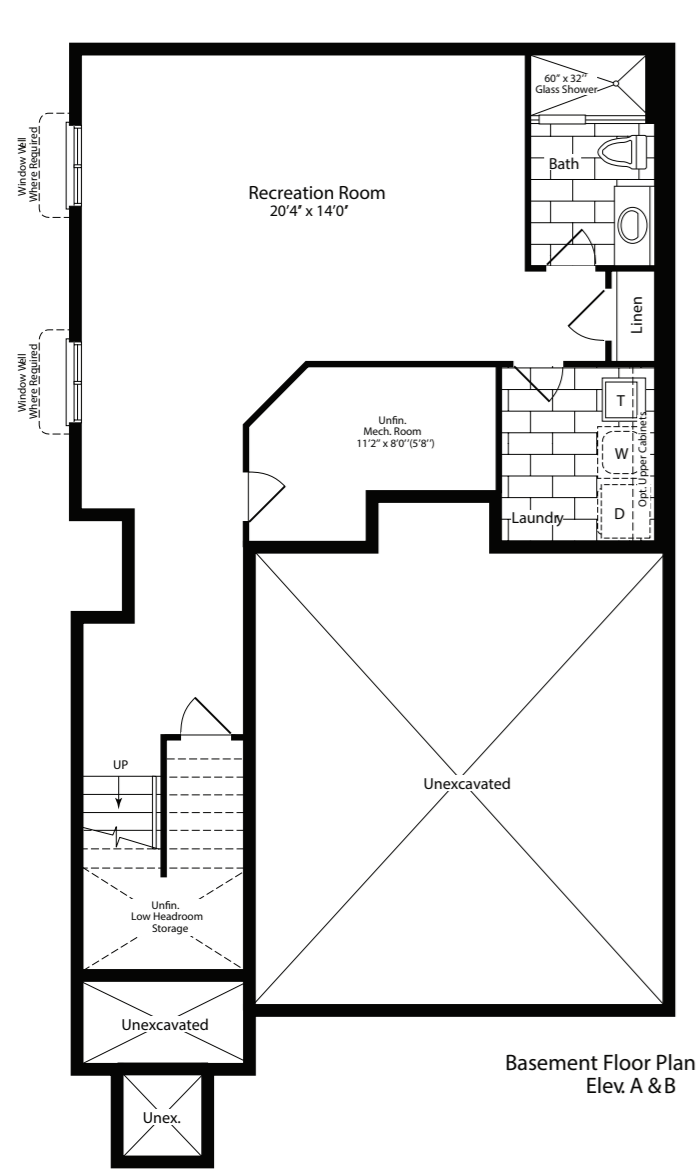 60" x 32"
Glass Shower
Bath
Window Well
Where Required
Recreation Room
20'4" x 14'0"
Linen
Window Well
Where Required
Unfin.
Mech. Room
11'2" x 8'0"(5'8")
T
W
D
Opt. Upper Cabinets
Laundry
UP
Unexcavated
Unfin.
Low Headroom
Storage
Unexcavated
Unex.
Basement Floor Plan
Elev. A & B